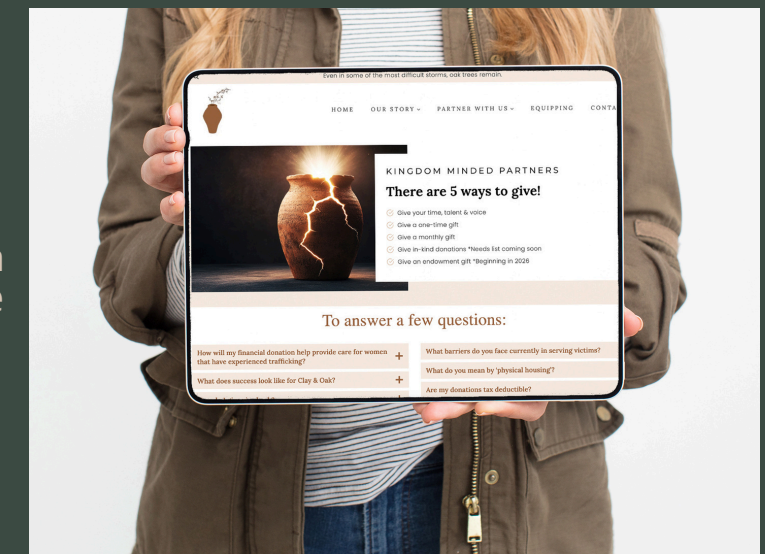 Even in some of the most difficult storms, oak trees remain.
HOME OUR STORY PARTNER WITH US EQUIPPING CONTA
KINGDOM MINDED PARTNERS
There are 5 ways to give!
Give your time, talent & voice
Give a one-time gift
Give a monthly gift
Give in-kind donations *Needs list coming soon
Give an endowment gift *Beginning in 2026
To answer a few questions:
How will my financial donation help provide care for women
that have experienced trafficking?
What does success look like for Clay & Oak?
What barriers do you face currently in serving victims?
What do you mean by 'physical housing'?
Are my donations tax deductible?